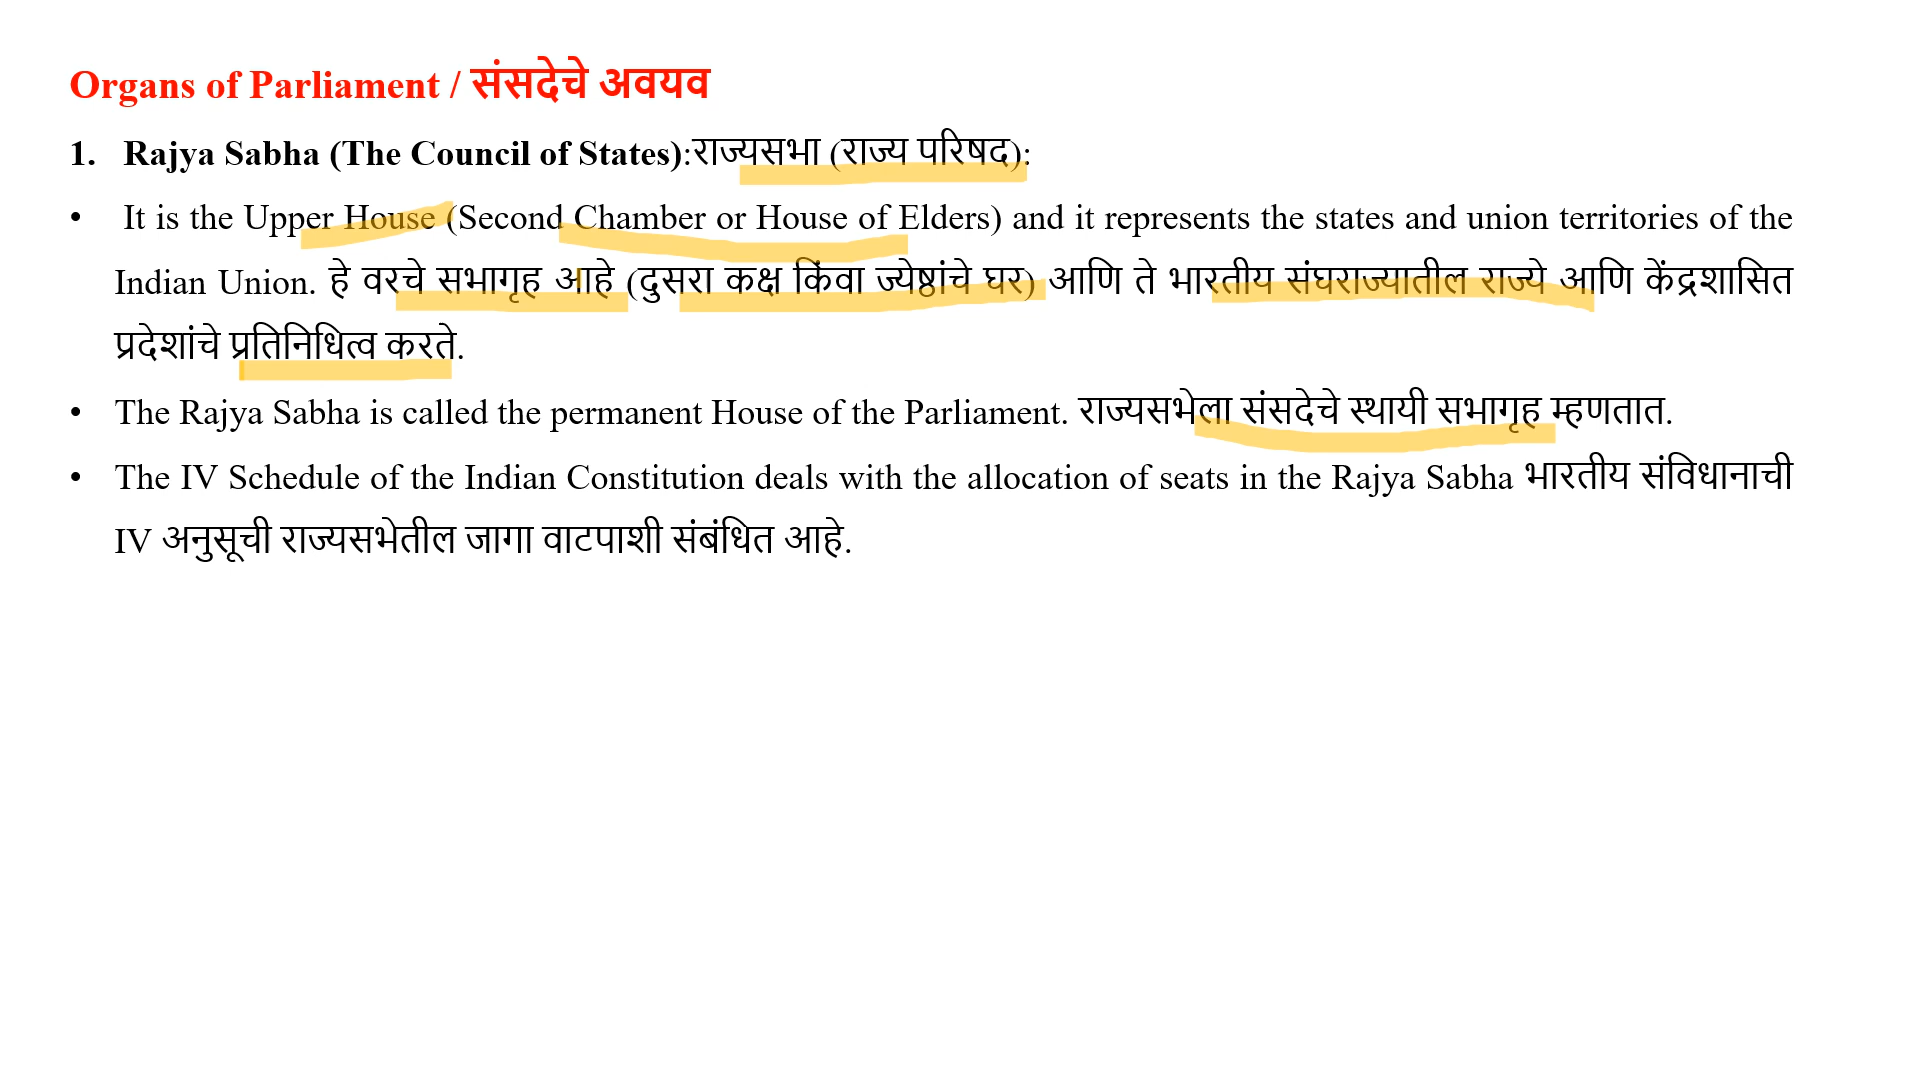 Organs of Parliament / संसदेचे अवयव
1. Rajya Sabha (The Council of States):राज्यसभा (राज्य परिषद):
• It is the Upper House (Second Chamber or House of Elders) and it represents the states and union territories of the
Indian Union. हे वरचे सभागृह आहे (दुसरा कक्ष किंवा ज्येष्ठांचे घर) आणि ते भारतीय संघराज्यातील राज्ये आणि केंद्रशासित
प्रदेशांचे प्रतिनिधित्व करते.
• The Rajya Sabha is called the permanent House of the Parliament. राज्यसभेला संसदेचे स्थायी सभागृह म्हणतात.
• The IV Schedule of the Indian Constitution deals with the allocation of seats in the Rajya Sabha भारतीय संविधानाची
IV अनुसूची राज्यसभेतील जागा वाटपाशी संबंधित आहे.